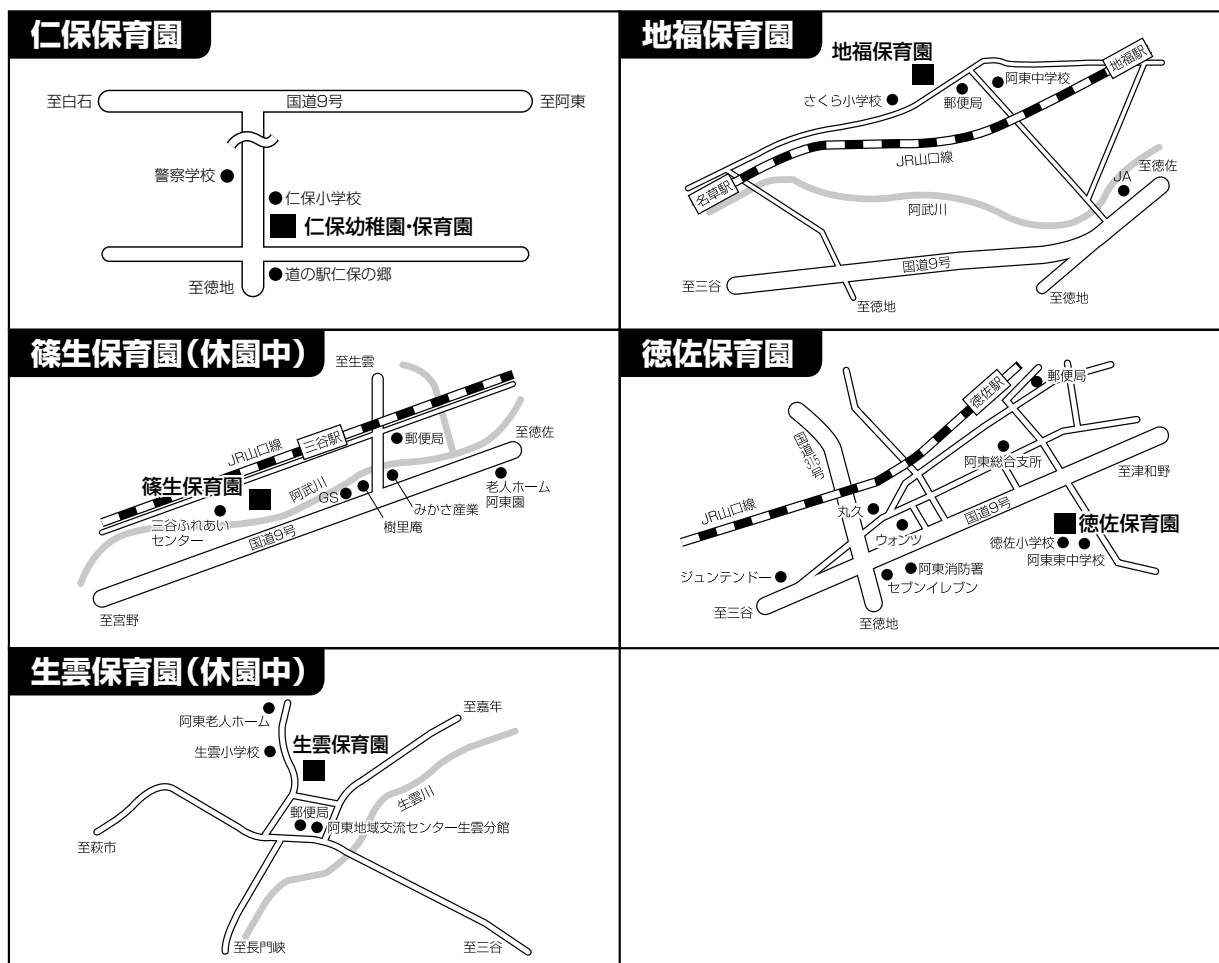 仁保保育園
至白石
国道9号
至阿東
警察学校
仁保小学校
仁保幼稚園・保育園
道の駅仁保の郷
至徳地
地福保育園
地福保育園
地福駅
阿東中学校
さくら小学校
郵便局
JR山口線
至徳佐
JA
名草駅
阿武川
国道9号
至三谷
至徳地
至徳地
篠生保育園(休園中)
至生雲
三谷駅
郵便局
至徳佐
JR山口線
篠生保育園
阿武川
GS
みかさ産業
老人ホーム
阿東園
樹里庵
三谷ふれあい
センター
国道9号
至宮野
徳佐保育園
徳佐駅
郵便局
国道315号
阿東総合支所
至津和野
JR山口線
丸久
国道9号
ウォンツ
徳佐保育園
徳佐小学校
阿東東中学校
ジュンテンドー
阿東消防署
セブンイレブン
至三谷
至徳地
生雲保育園(休園中)
阿東老人ホーム
至嘉年
生雲小学校
生雲保育園
生雲川
郵便局
阿東地域交流センター生雲分館
至萩市
至長門峡
至三谷